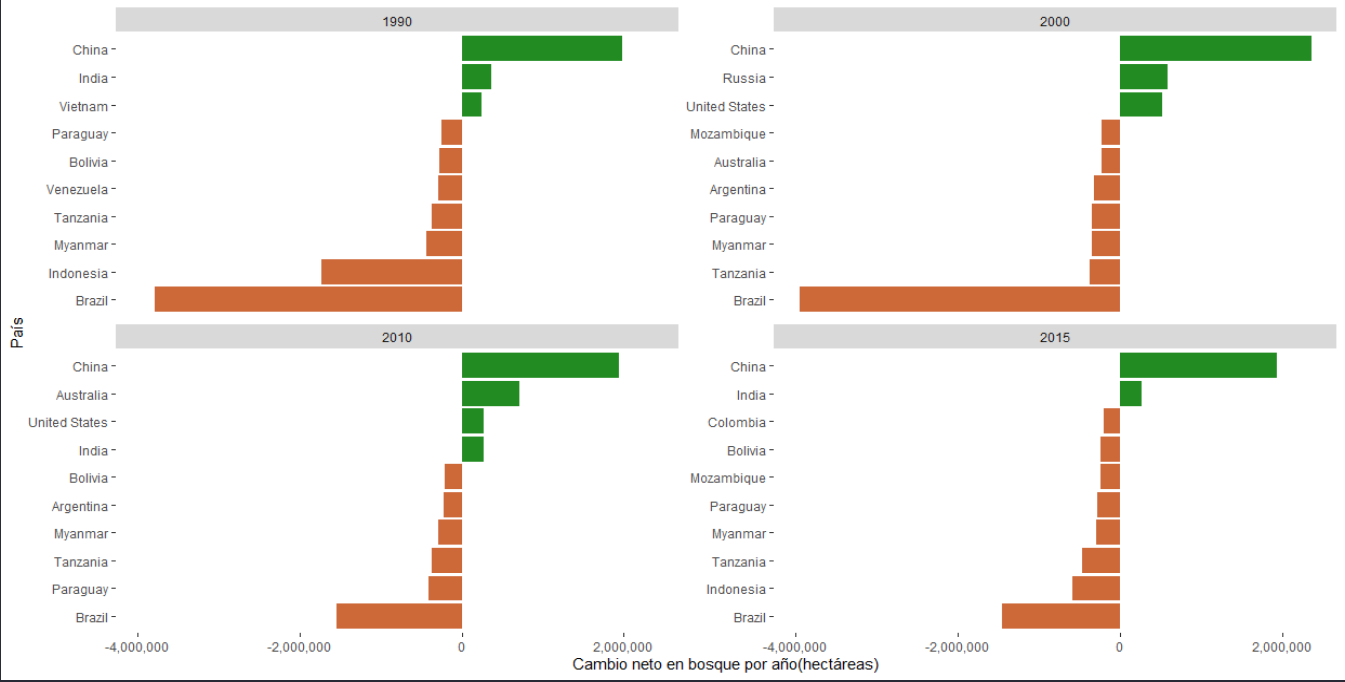 1990
China
India
Vietnam
Paraguay
Bolivia
Venezuela
Tanzania
Myanmar
Indonesia
Brazil
2000
China
Russia
United States
Mozambique
Australia
Argentina
Paraguay
Myanmar
Tanzania
Brazil
País
2010
China
Australia
United States
India
Bolivia
Argentina
Myanmar
Tanzania
Paraguay
Brazil
-4,000,000 -2,000,000 0 2,000,000
2015
China
India
Colombia
Bolivia
Mozambique
Paraguay
Myanmar
Tanzania
Indonesia
Brazil
-4,000,000 -2,000,000 0 2,000,000
Cambio neto en bosque por año(hectáreas)